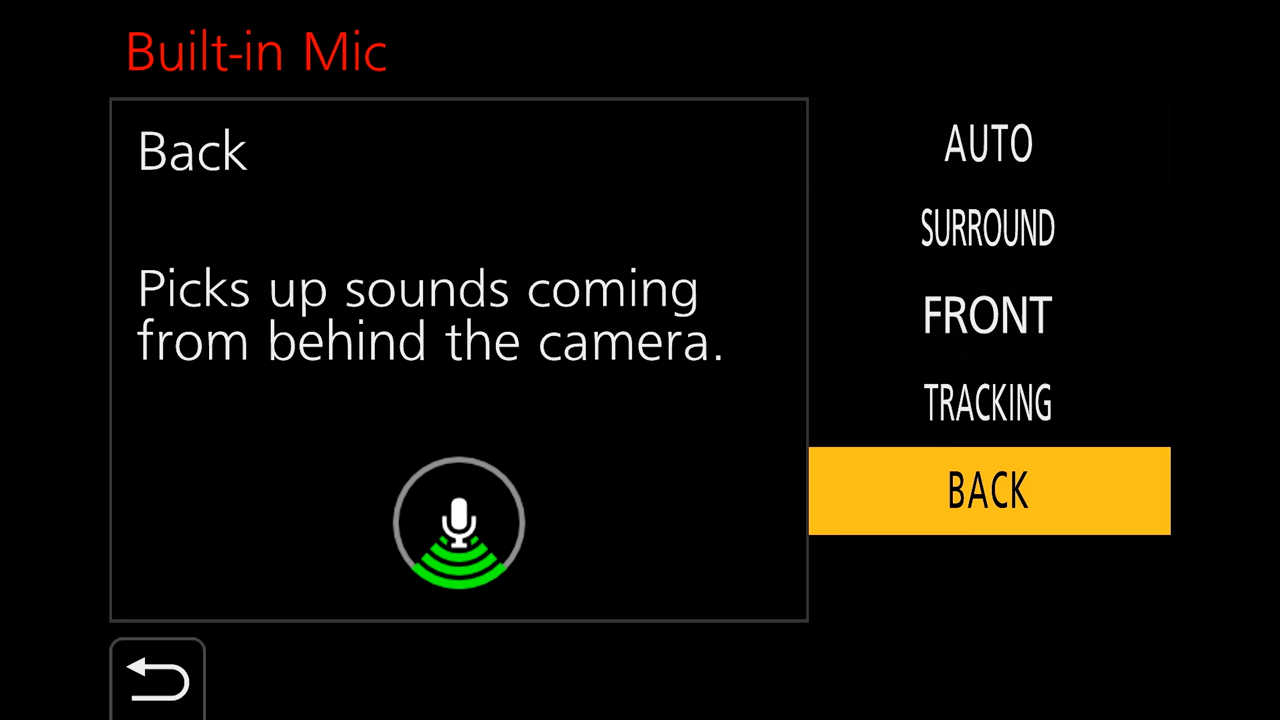 Built-in Mic
Back
Picks up sounds coming
from behind the camera.
AUTO
SURROUND
FRONT
TRACKING
BACK